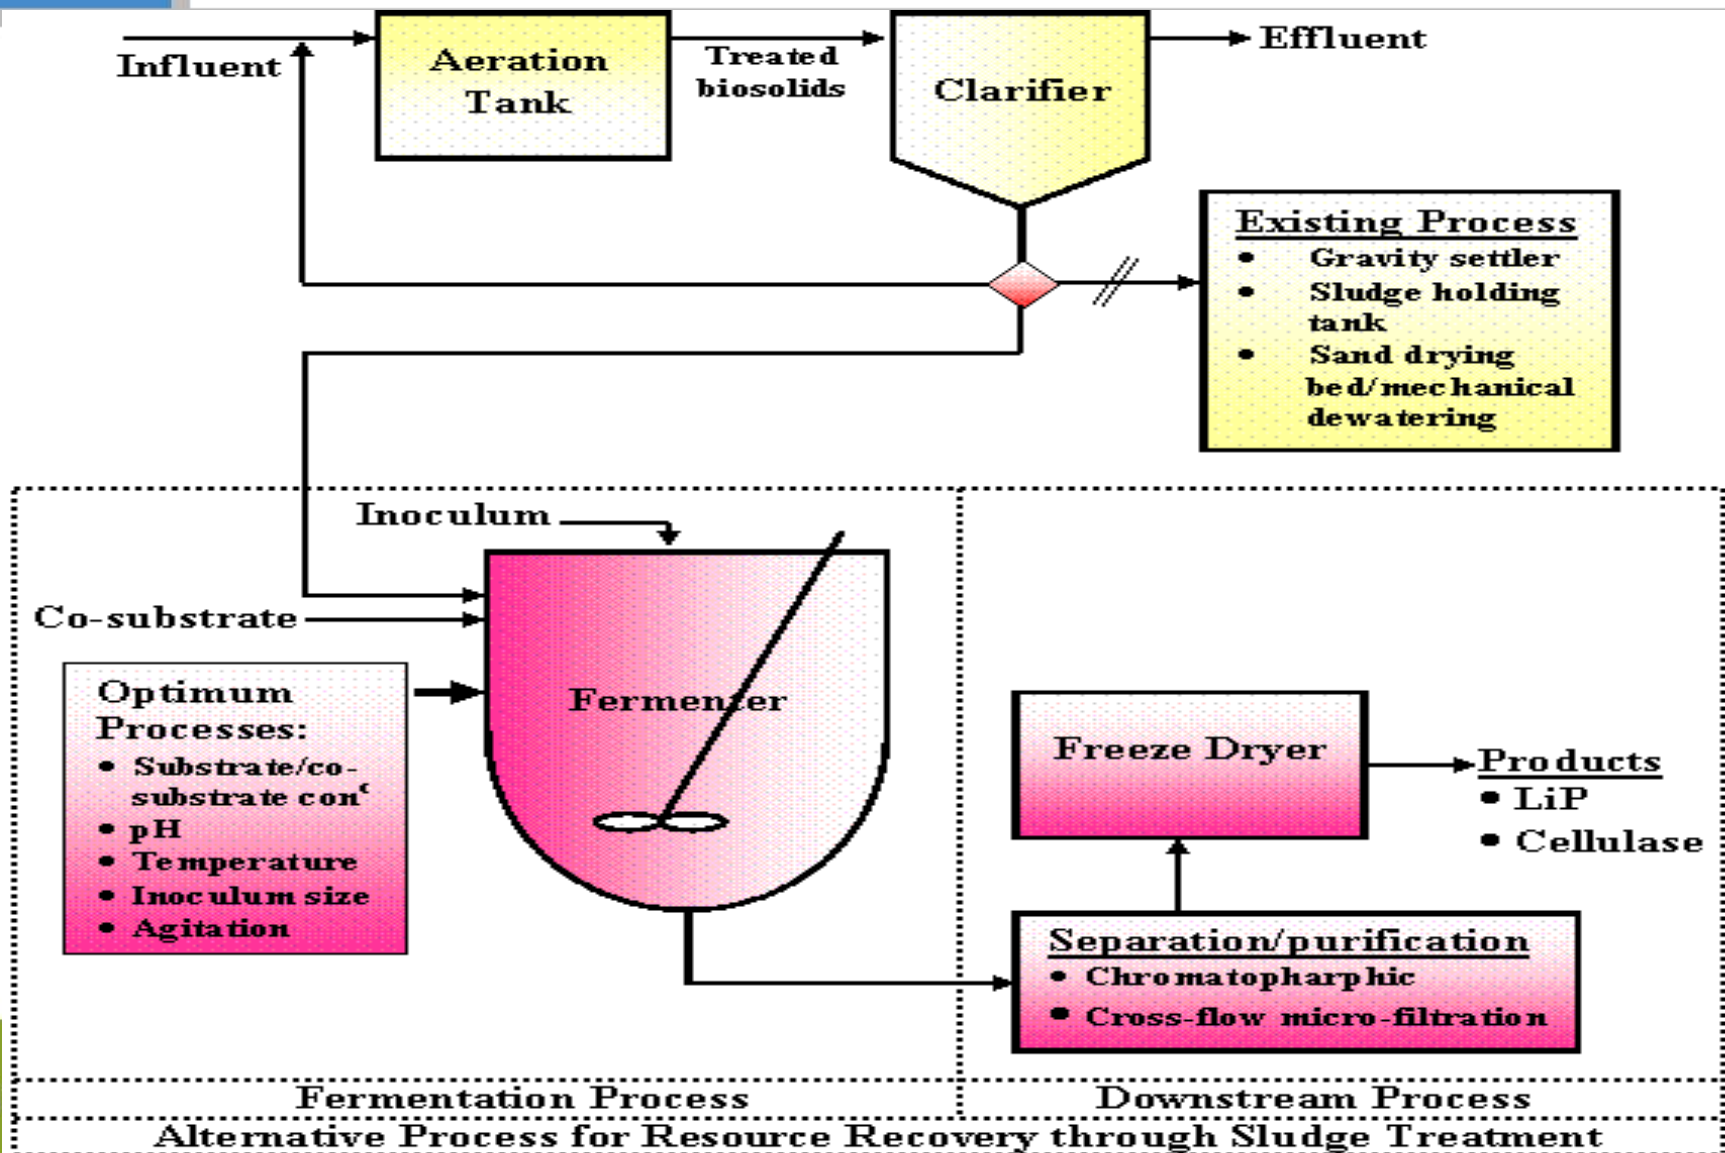 Influent
Aeration
Tank
Treated
biosolids
Clarifier
Effluent
Existing Process
• Gravity settler
• Sludge holding
tank
• Sand drying
bed/mechanical
dewatering
Inoculum
Co-substrate
Optimum
Processes:
• Substrate/co-
substrate conᶜ
• pH
• Temperature
• Inoculum size
• Agitation
Fermenter
Freeze Dryer
Products
• LiP
• Cellulase
Separation/purification
• Chromatopharphic
• Cross-flow micro-filtration
Fermentation Process
Downstream Process
Alternative Process for Resource Recovery through Sludge Treatment